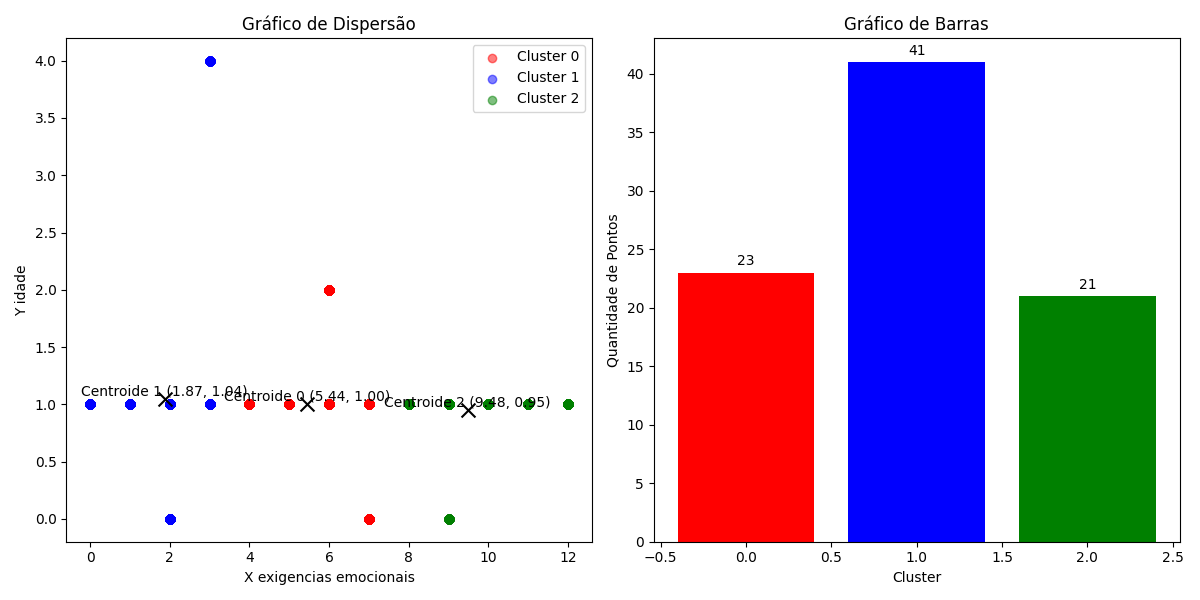 Gráfico de Dispersão
4.0
3.5
3.0
2.5
2.0
1.5
1.0
0.5
0.0
Y idade
Cluster 0
Cluster 1
Cluster 2
Centroide 1 (1.87, 1.04)
Centroide 0 (5.44, 1.00)
Centroide 2 (9.48, 0.95)
0 2 4 6 8 10 12
X exigencias emocionais
Gráfico de Barras
40
35
30
25
20
15
10
5
0
Quantidade de Pontos
23
41
21
−0.5 0.0 0.5 1.0 1.5 2.0 2.5
Cluster